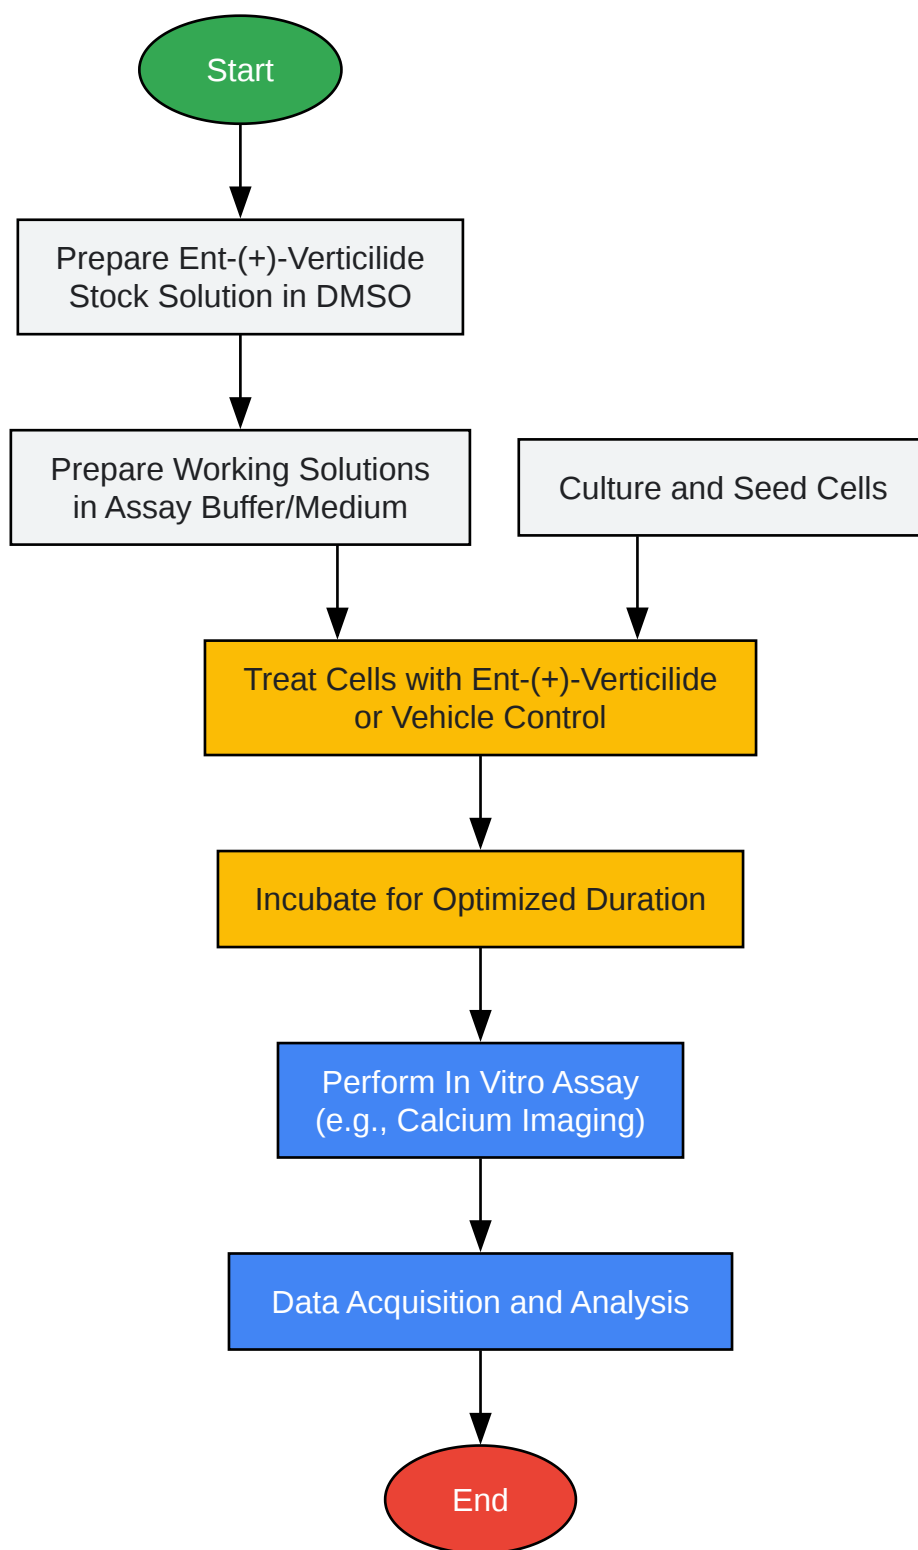 Start
Prepare Ent-(+)-Verticilide
Stock Solution in DMSO
Prepare Working Solutions
in Assay Buffer/Medium
Culture and Seed Cells
Treat Cells with Ent-(+)-Verticilide
or Vehicle Control
Incubate for Optimized Duration
Perform In Vitro Assay
(e.g., Calcium Imaging)
Data Acquisition and Analysis
End